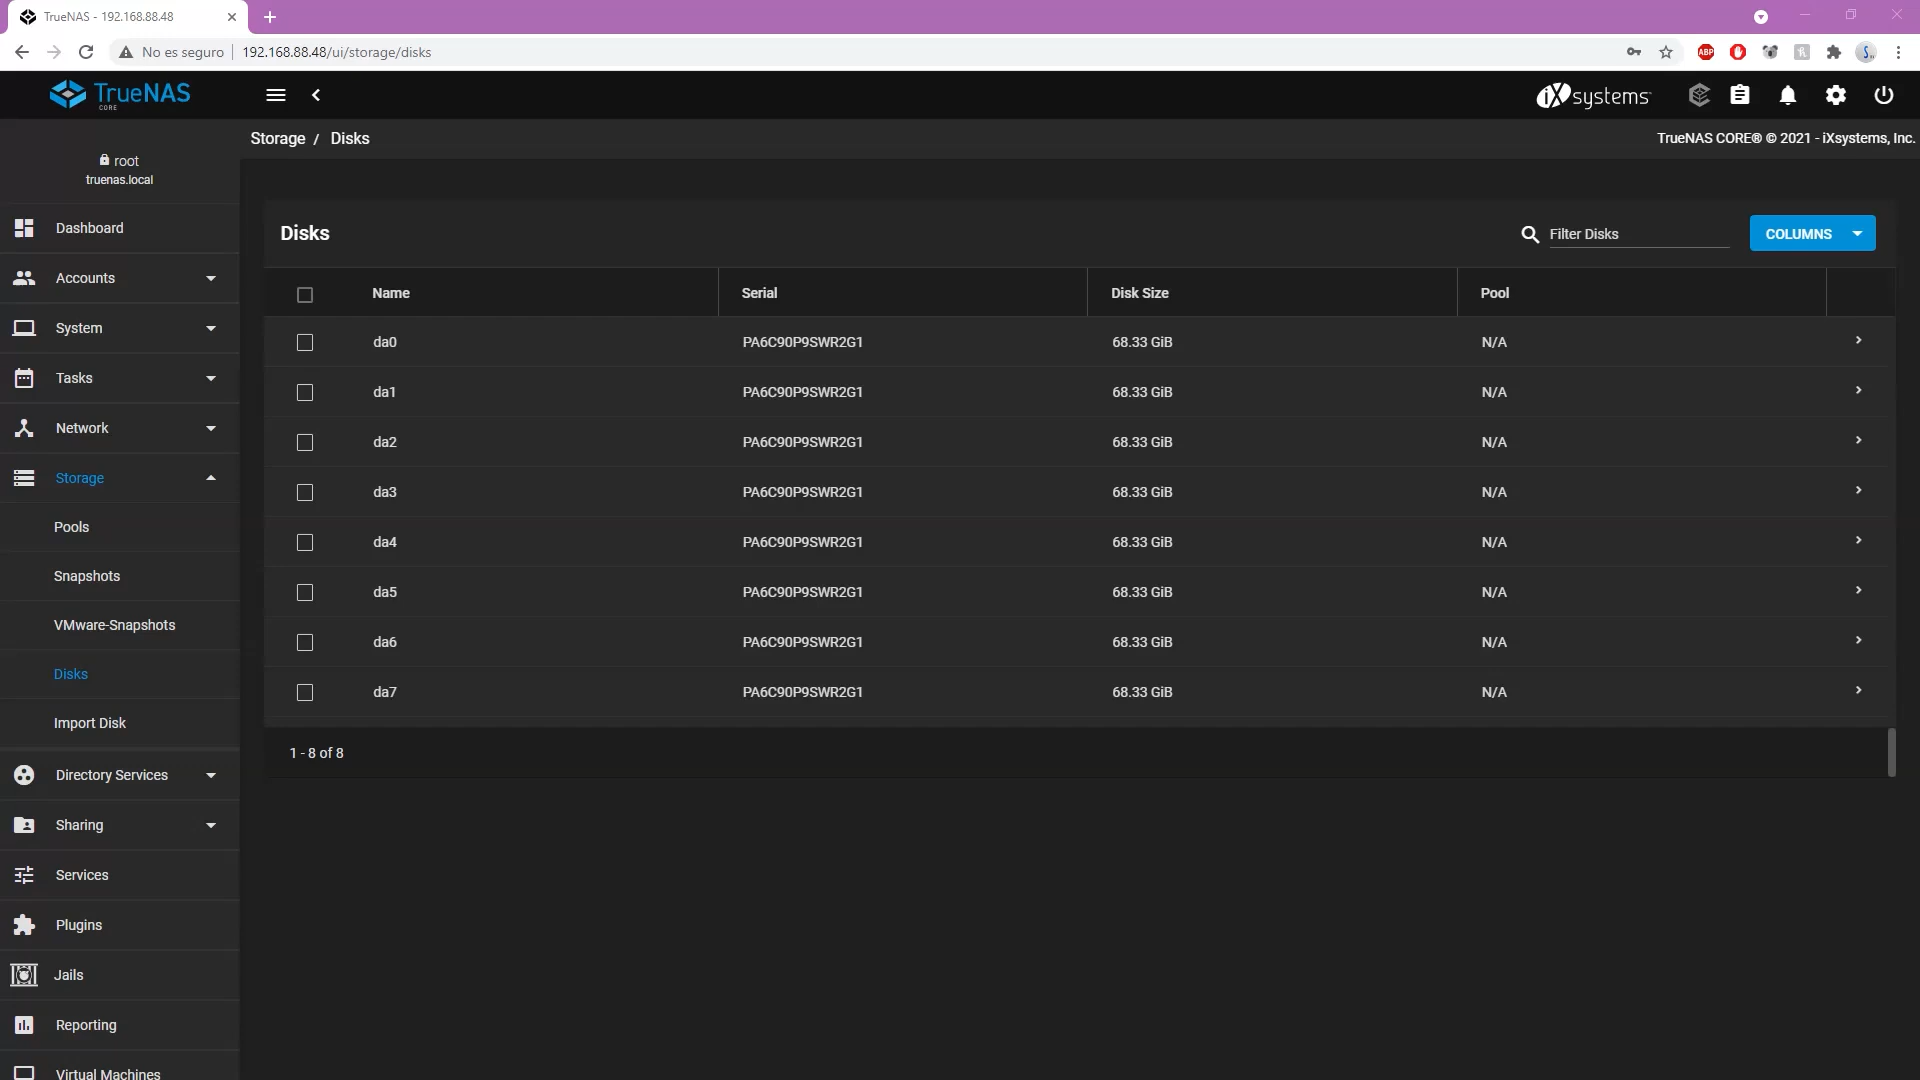 TrueNAS - 192.168.88.48
No es seguro
192.168.88.48/ui/storage/disks
ABP
TrueNAS
CORE
iXsystems
root
truenas.local
Storage / Disks
TrueNAS CORE® © 2021 - iXsystems, Inc.
Dashboard
Accounts
System
Tasks
Network
Storage
Pools
Snapshots
VMware-Snapshots
Disks
Import Disk
Directory Services
Sharing
Services
Plugins
Jails
Reporting
Virtual Machines
Disks
Filter Disks
COLUMNS
Name Serial Disk Size Pool
da0 PA6C90P9SWR2G1 68.33 GiB N/A
da1 PA6C90P9SWR2G1 68.33 GiB N/A
da2 PA6C90P9SWR2G1 68.33 GiB N/A
da3 PA6C90P9SWR2G1 68.33 GiB N/A
da4 PA6C90P9SWR2G1 68.33 GiB N/A
da5 PA6C90P9SWR2G1 68.33 GiB N/A
da6 PA6C90P9SWR2G1 68.33 GiB N/A
da7 PA6C90P9SWR2G1 68.33 GiB N/A
1 - 8 of 8